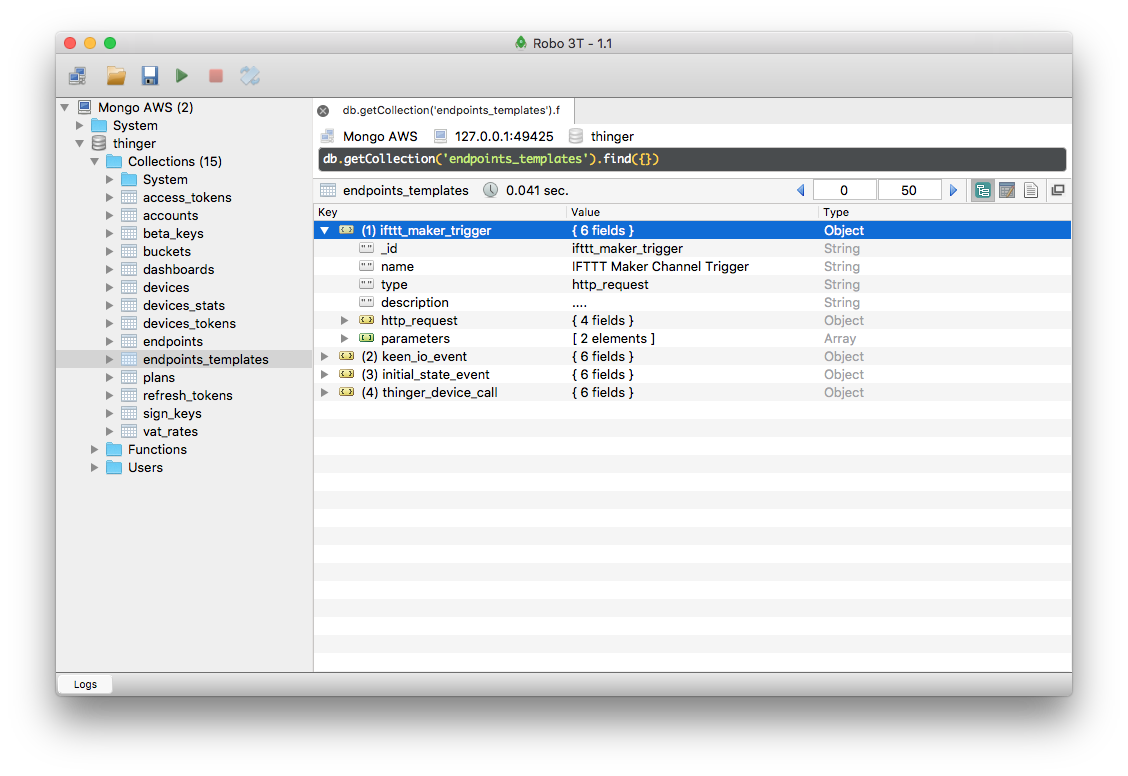 Robo 3T - 1.1
Mongo AWS (2)
System
thinger
Collections (15)
System
access_tokens
accounts
beta_keys
buckets
dashboards
devices
devices_stats
devices_tokens
endpoints
endpoints_templates
plans
refresh_tokens
sign_keys
vat_rates
Functions
Users
db.getCollection('endpoints_templates').f
Mongo AWS 127.0.0.1:49425 thinger
db.getCollection('endpoints_templates').find({})
endpoints_templates 0.041 sec. 0 50
Key Value Type
(1) ifttt_maker_trigger { 6 fields } Object
_id ifttt_maker_trigger String
name IFTTT Maker Channel Trigger String
type http_request String
description .... String
http_request { 4 fields } Object
parameters [ 2 elements ] Array
(2) keen_io_event { 6 fields } Object
(3) initial_state_event { 6 fields } Object
(4) thinger_device_call { 6 fields } Object
Logs